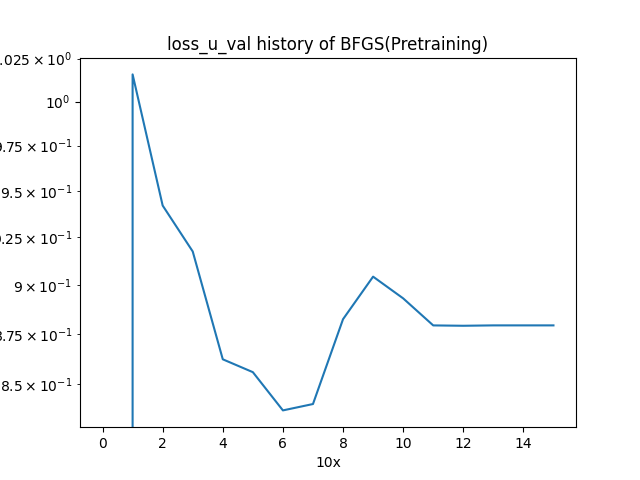 loss_u_val history of BFGS(Pretraining)
.025 × 10⁰
10⁰
9.75 × 10⁻¹
9.5 × 10⁻¹
.25 × 10⁻¹
9 × 10⁻¹
8.75 × 10⁻¹
8.5 × 10⁻¹
0 2 4 6 8 10 12 14
10x